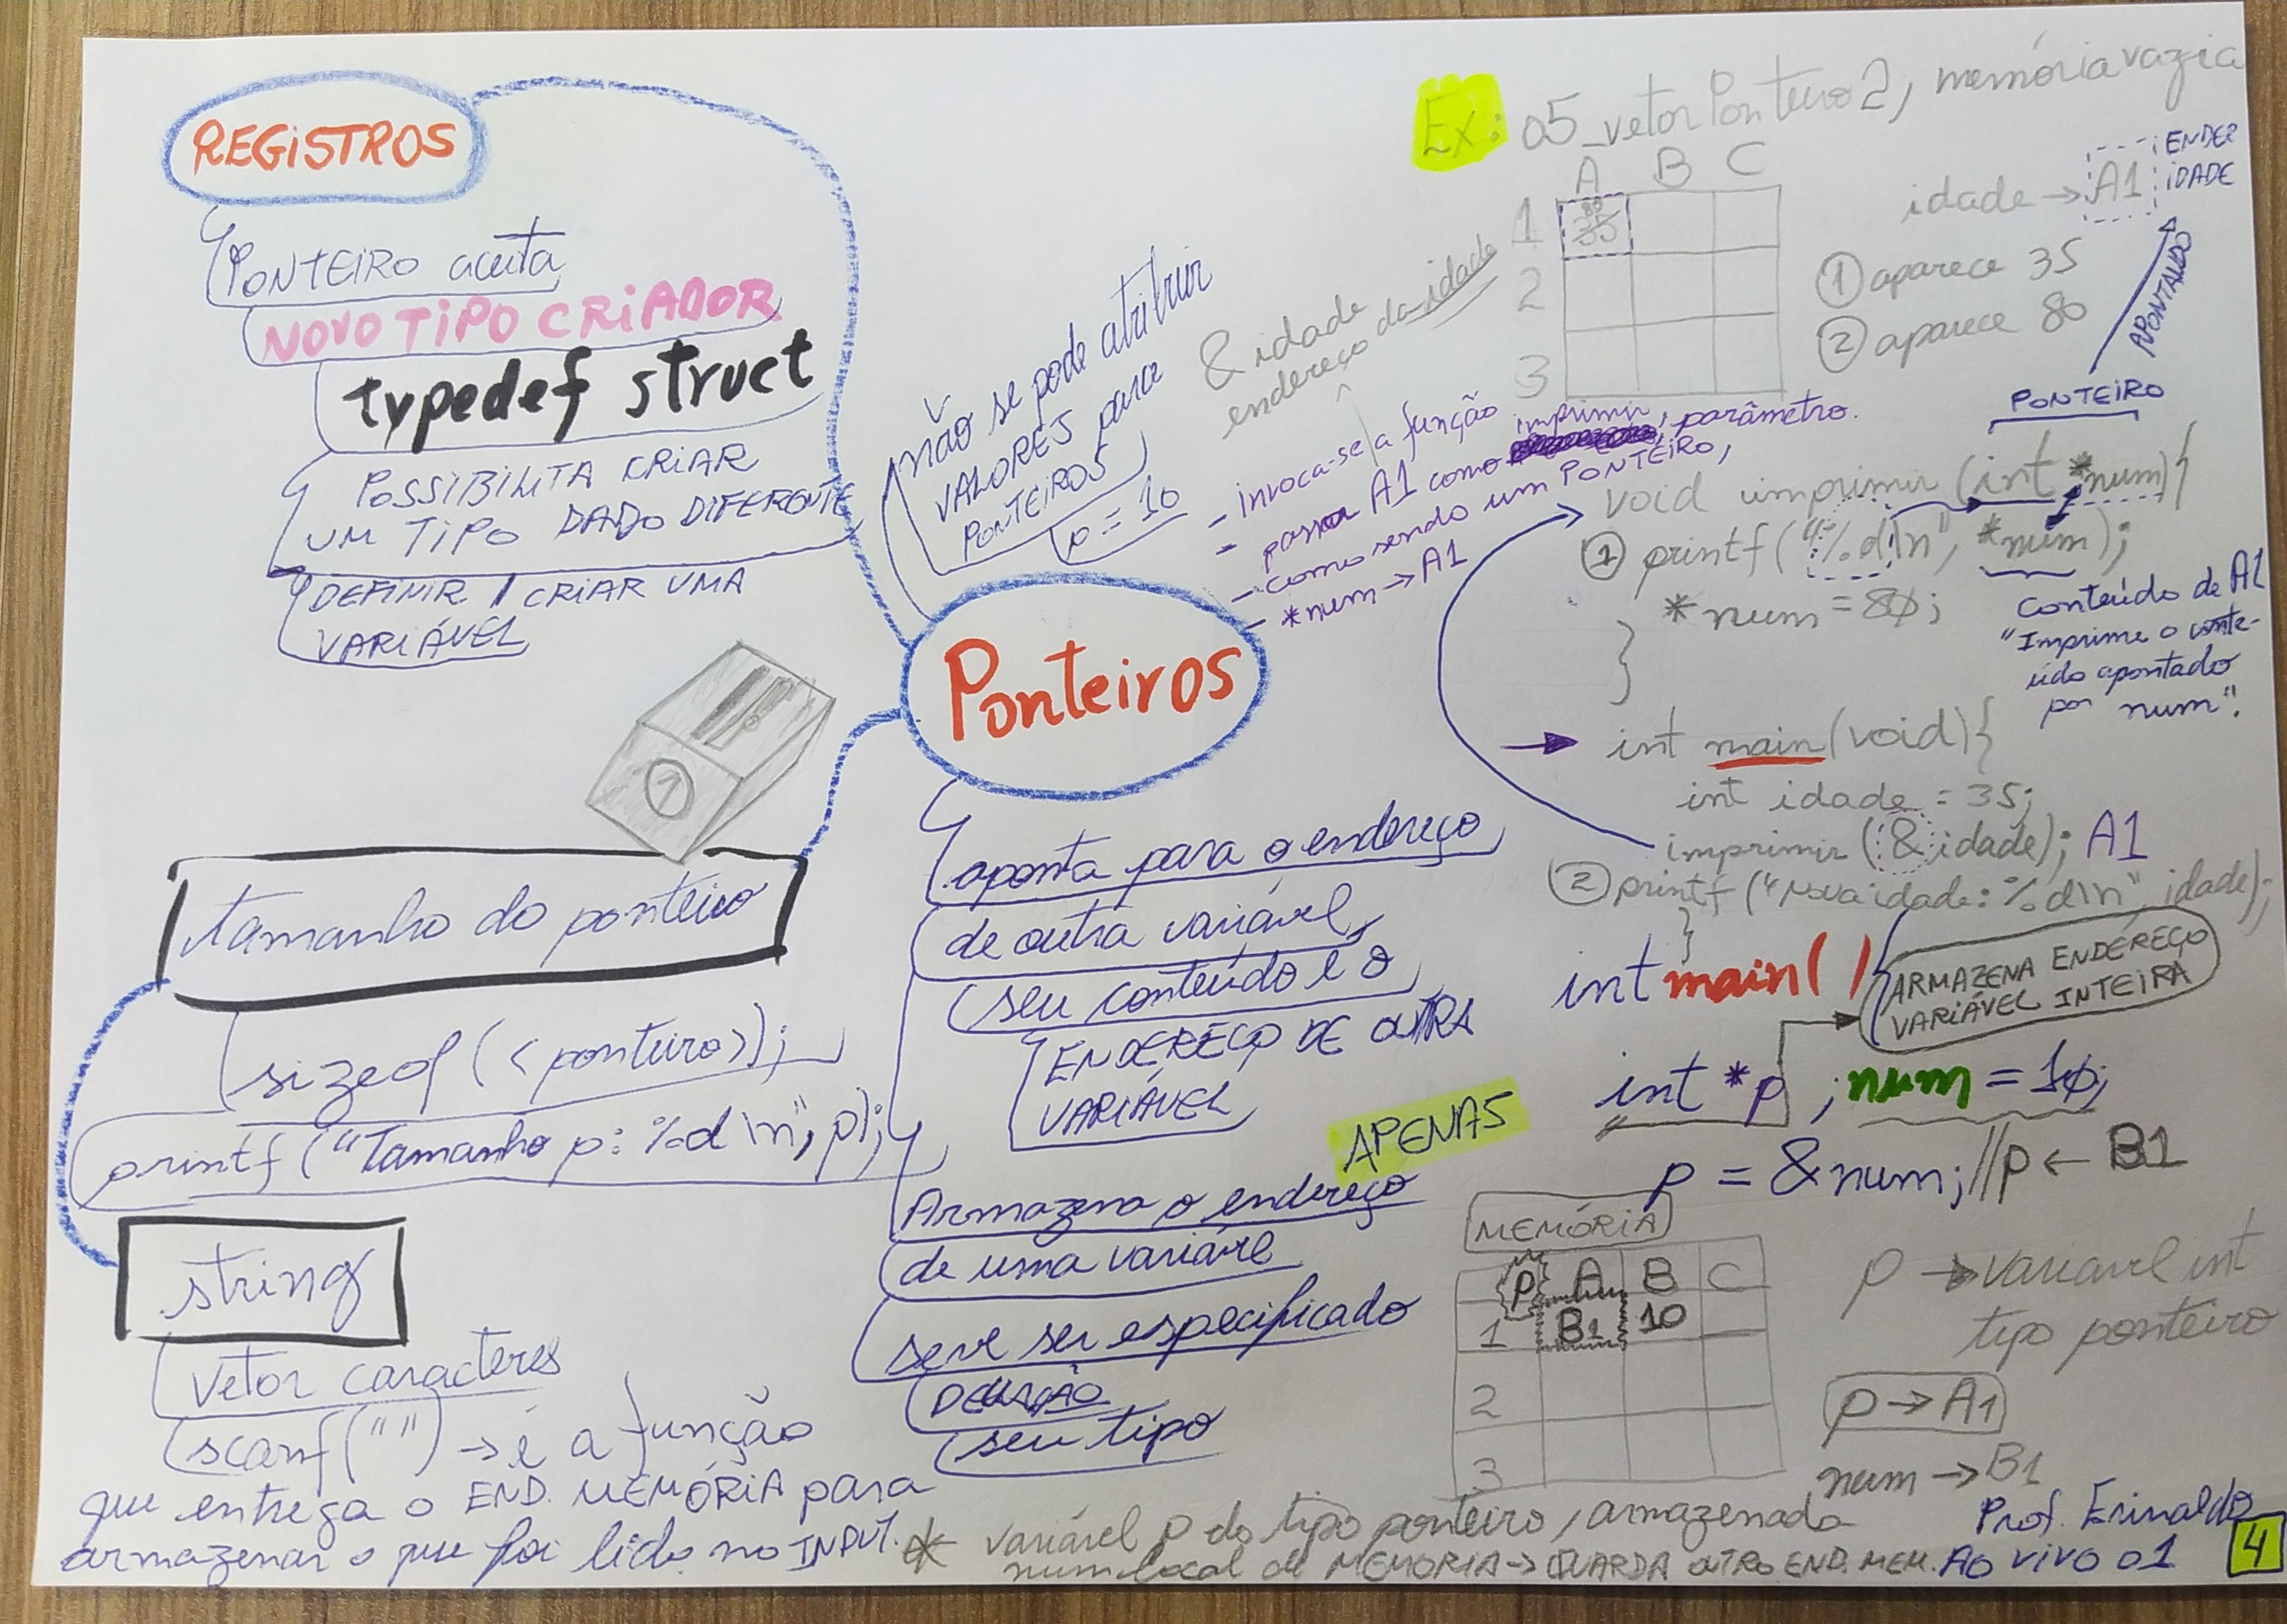 REGISTROS
PONTEIRO aceita
NOVO TIPO CRIADOR
typedef struct
POSSIBILITA CRIAR
UM TIPO DADO DIFERENTE
DEFINIR / CRIAR UMA
VARIÁVEL
não se pode atribuir
VALORES para
PONTEIROS
p = 10
& idade
endereço da idade
Ex: 05_vetorPonteiro2, memória vazia
A B C
1 80 35
2
3
idade → A1
ENDER
IDADE
① aparece 35
② aparece 80
APONTANDO
PONTEIRO
- invoca-se a função imprimir,
- passa A1 como parâmetro.
- como sendo um PONTEIRO,
- *num → A1
void imprimir (int *num){
① printf("%d\n", *num);
*num = 80;
}
Conteúdo de A1
"Imprime o conte-
údo apontado
por num".
int main(void){
int idade = 35;
imprimir (&idade); A1
② printf("Nova idade: %d\n", idade);
}
Ponteiros
aponta para o endereço
de outra variável,
seu conteúdo é o
ENDEREÇO DE OUTRA
VARIÁVEL
APENAS
Armazena o endereço
de uma variável
deve ser especificado
seu tipo
1
tamanho do ponteiro
sizeof (<ponteiro>);
printf ("Tamanho p: %d\n", p);
string
vetor caracteres
scanf("") → é a função
que entrega o END. MEMÓRIA para
armazenar o que foi lido no INPUT.
int main(){
ARMAZENA ENDEREÇO
VARIÁVEL INTEIRA
int *p ; num = 10;
p = &num; //p ← B1
MEMÓRIA
P A B C
1 B1 10
2
3
p → variavel int
tipo ponteiro
p → A1
num → B1
* variável p do tipo ponteiro, armazenada
num local de MEMÓRIA → GUARDA OUTRO END. MEM.
Prof. Erinaldo
AO VIVO 01
4